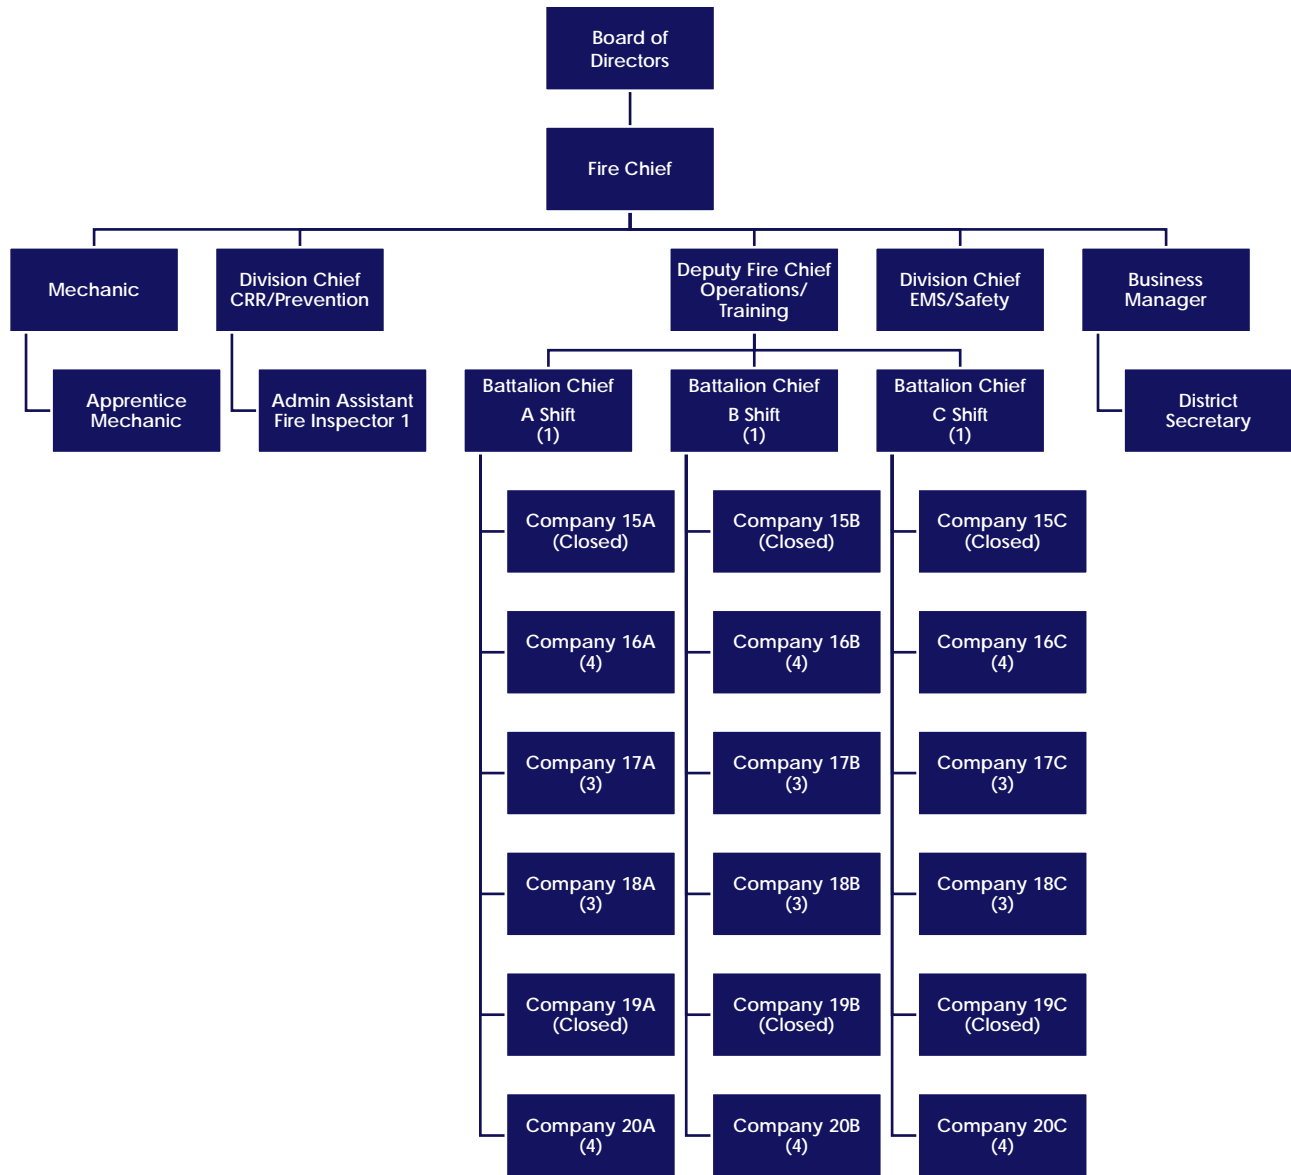 Board of
Directors
Fire Chief
Mechanic
Division Chief
CRR/Prevention
Deputy Fire Chief
Operations/
Training
Division Chief
EMS/Safety
Business
Manager
Apprentice
Mechanic
Admin Assistant
Fire Inspector 1
Battalion Chief
A Shift
(1)
Battalion Chief
B Shift
(1)
Battalion Chief
C Shift
(1)
District
Secretary
Company 15A
(Closed)
Company 15B
(Closed)
Company 15C
(Closed)
Company 16A
(4)
Company 16B
(4)
Company 16C
(4)
Company 17A
(3)
Company 17B
(3)
Company 17C
(3)
Company 18A
(3)
Company 18B
(3)
Company 18C
(3)
Company 19A
(Closed)
Company 19B
(Closed)
Company 19C
(Closed)
Company 20A
(4)
Company 20B
(4)
Company 20C
(4)